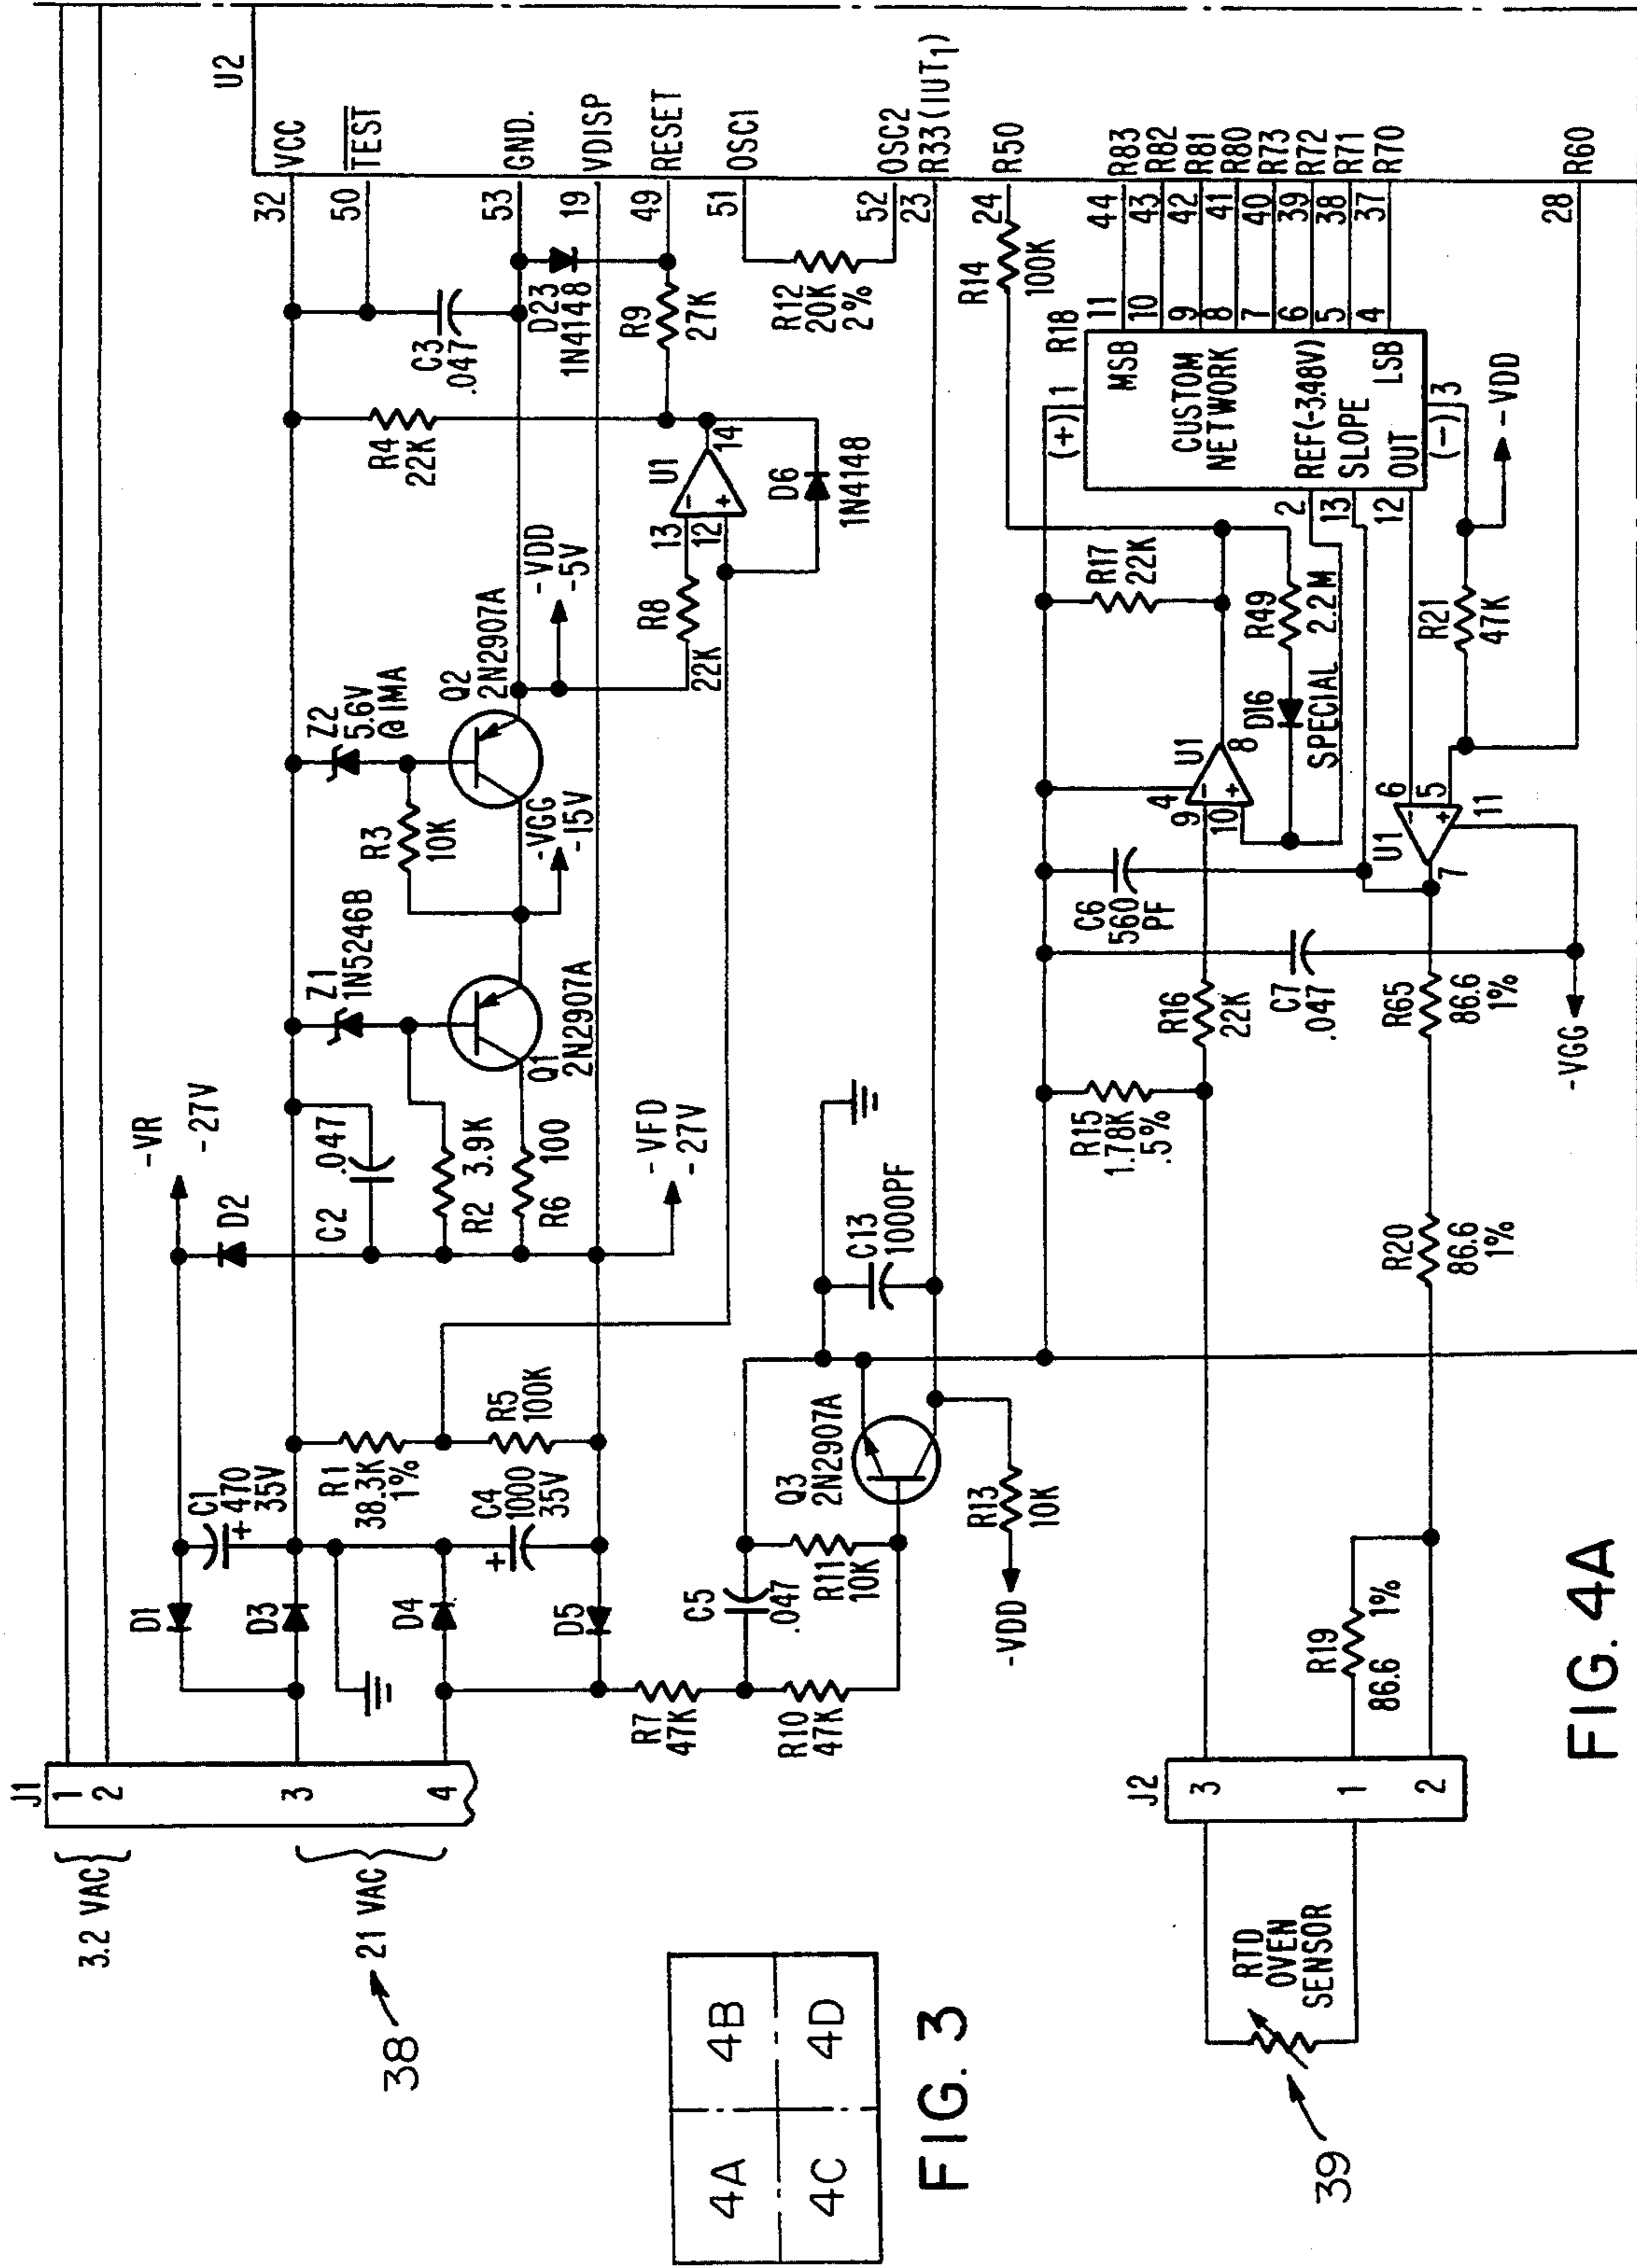 J1
1
2
3
4
3.2 VAC
21 VAC
38
D1
D3
D4
D5
C1
470
35V
+
R1
38.3K
1%
R5
100K
C4
1000
35V
+
-VR
-27V
D2
C2
.047
R2 3.9K
R6 100
-VFD
-27V
Z1
1N5246B
Q1
2N2907A
R3
10K
-VGG
-15V
Z2
5.6V
@1MA
Q2
2N2907A
-VDD
-5V
R8
22K
R4
22K
13
12
U1
14
-
+
D6
1N4148
C3
.047
D23
1N4148
R9
27K
R12
20K
2%
U2
32
VCC
50
TEST
53
GND.
19
VDISP
49
RESET
51
OSC1
52
OSC2
23
R33(IUT1)
24
R50
R14
100K
R7
47K
R10
47K
C5
.047
R11
10K
Q3
2N2907A
R13
10K
-VDD
C13
1000PF
R15
1.78K
.5%
R16
22K
C6
560
PF
C7
.047
-VGG
R17
22K
U1
4
9
10
8
-
+
D16
R49
SPECIAL 2.2M
R18
(+) 1
11
44
R83
10
43
R82
9
42
R81
8
41
R80
7
40
R73
6
39
R72
5
38
R71
4
37
R70
MSB
CUSTOM
NETWORK
REF(-3.48V)
SLOPE
OUT
LSB
2
13
12
(-) 3
-VDD
R21
47K
28
R60
U1
6
5
7
11
-
+
R65
86.6
1%
R20
86.6
1%
R19
86.6 1%
J2
3
1
2
RTD
OVEN
SENSOR
39
FIG. 4A
4A
4B
4C
4D
FIG. 3